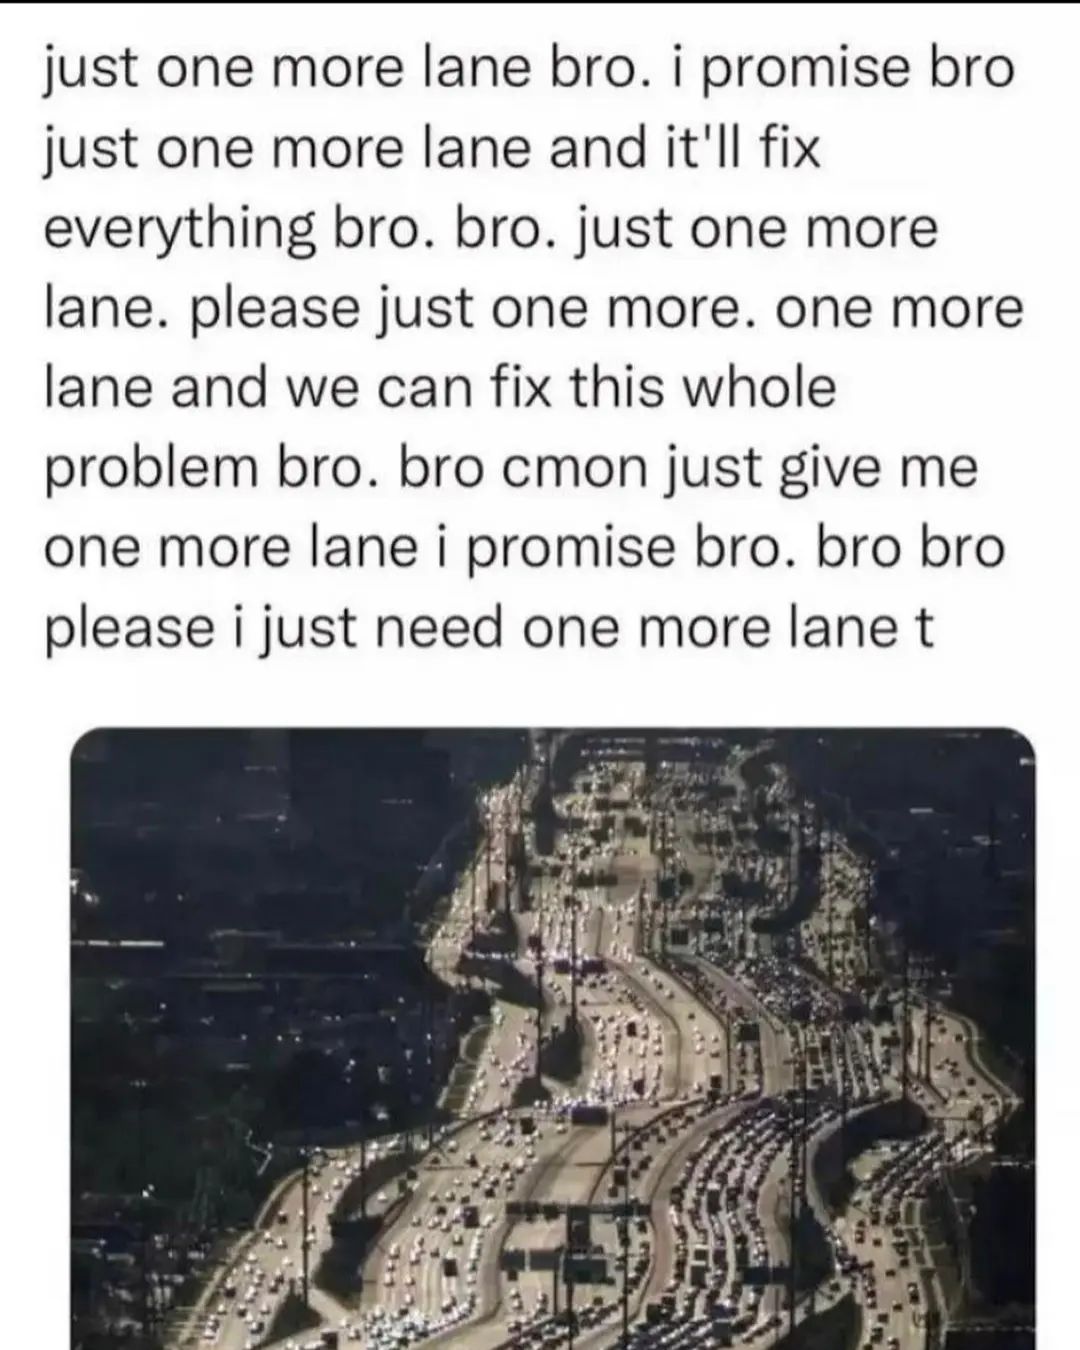 just one more lane bro. i promise bro
just one more lane and it'll fix
everything bro. bro. just one more
lane. please just one more. one more
lane and we can fix this whole
problem bro. bro cmon just give me
one more lane i promise bro. bro bro
please i just need one more lane t